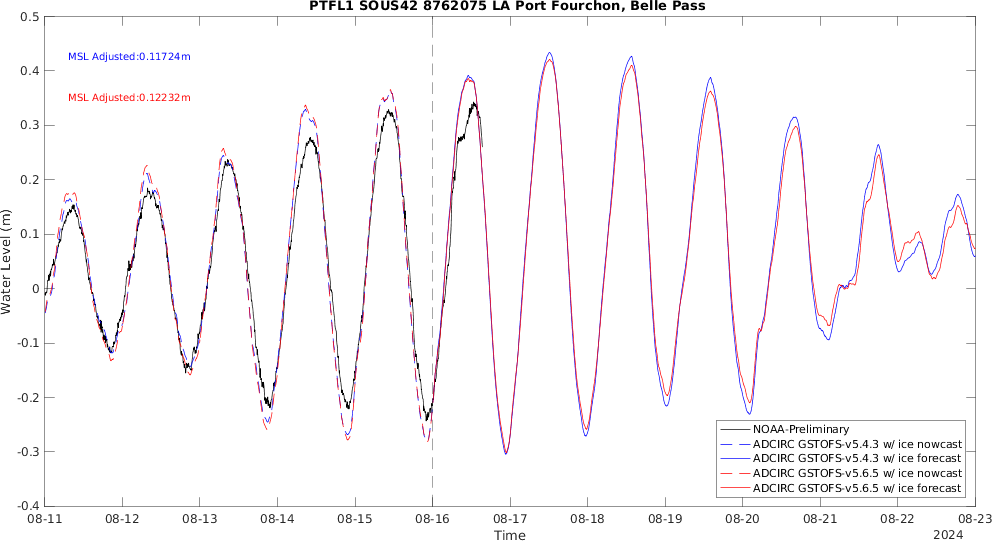 PTFL1 SOUS42 8762075 LA Port Fourchon, Belle Pass
0.5
0.4
0.3
0.2
0.1
0
-0.1
-0.2
-0.3
-0.4
Water Level (m)
MSL Adjusted:0.11724m
MSL Adjusted:0.12232m
NOAA-Preliminary
ADCIRC GSTOFS-v5.4.3 w/ ice nowcast
ADCIRC GSTOFS-v5.4.3 w/ ice forecast
ADCIRC GSTOFS-v5.6.5 w/ ice nowcast
ADCIRC GSTOFS-v5.6.5 w/ ice forecast
08-11 08-12 08-13 08-14 08-15 08-16 08-17 08-18 08-19 08-20 08-21 08-22 08-23
Time
2024